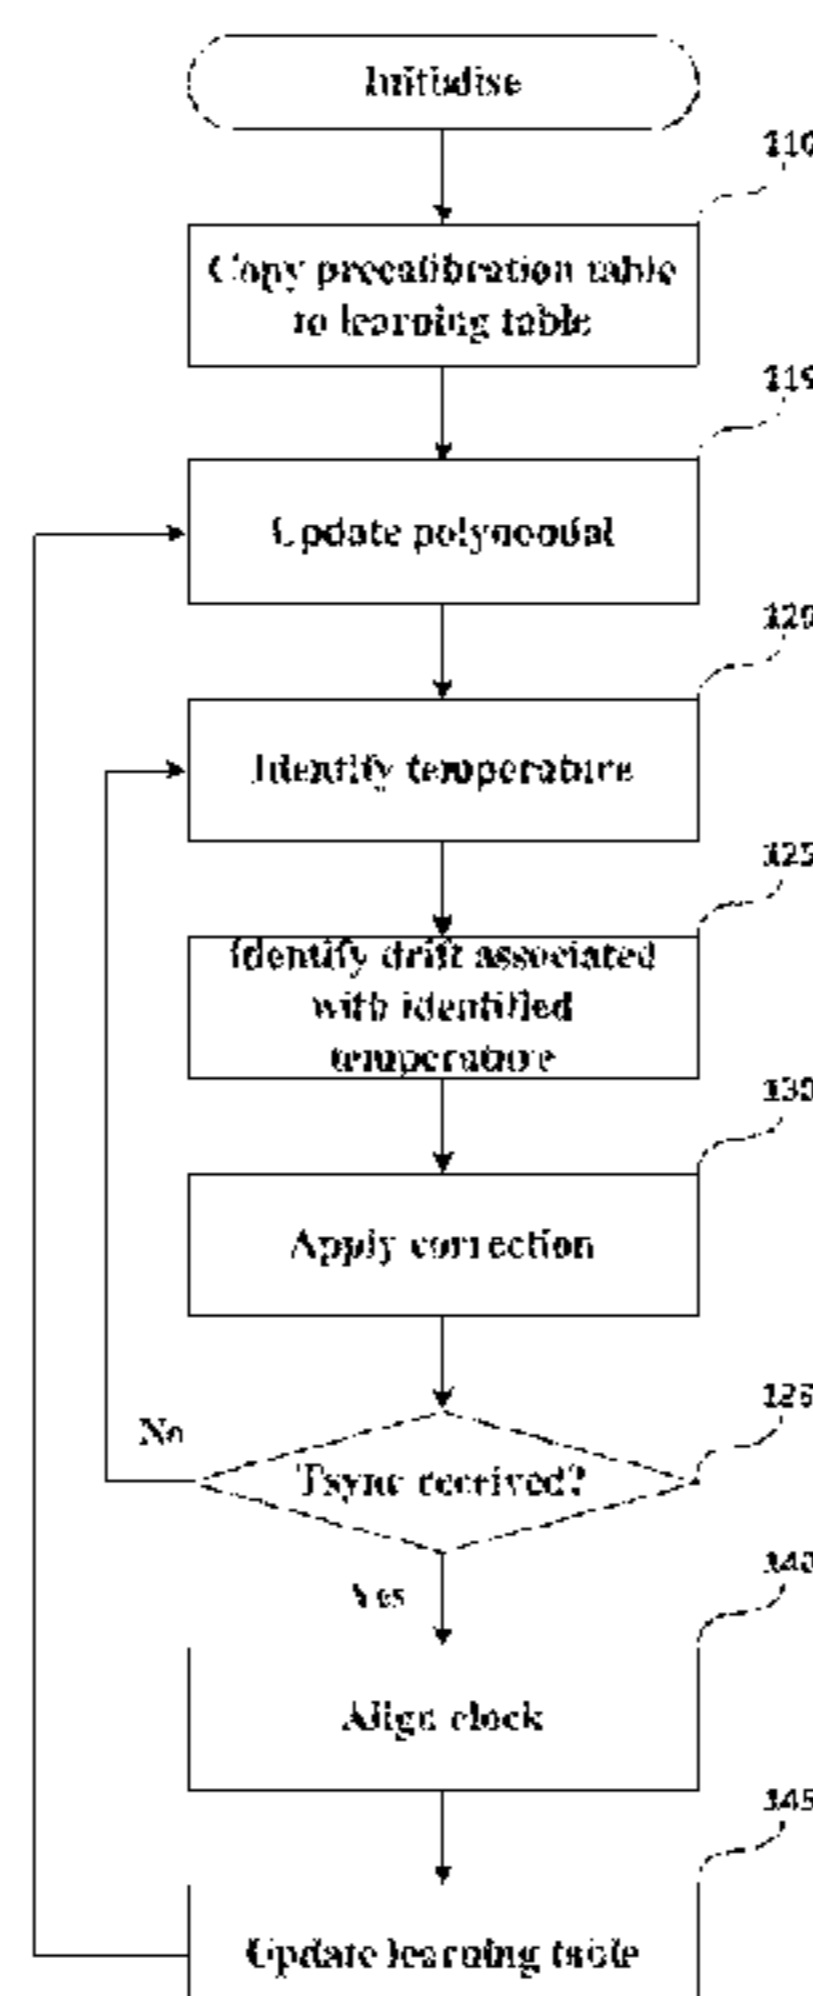 Initialise
110
Copy precalibration table
to learning table
Update polynomial
120
Identify temperature
125
Identify drift associated
with identified
temperature
130
Apply correction
No
Tsync received?
Yes
140
Align clock
145
Update learning table